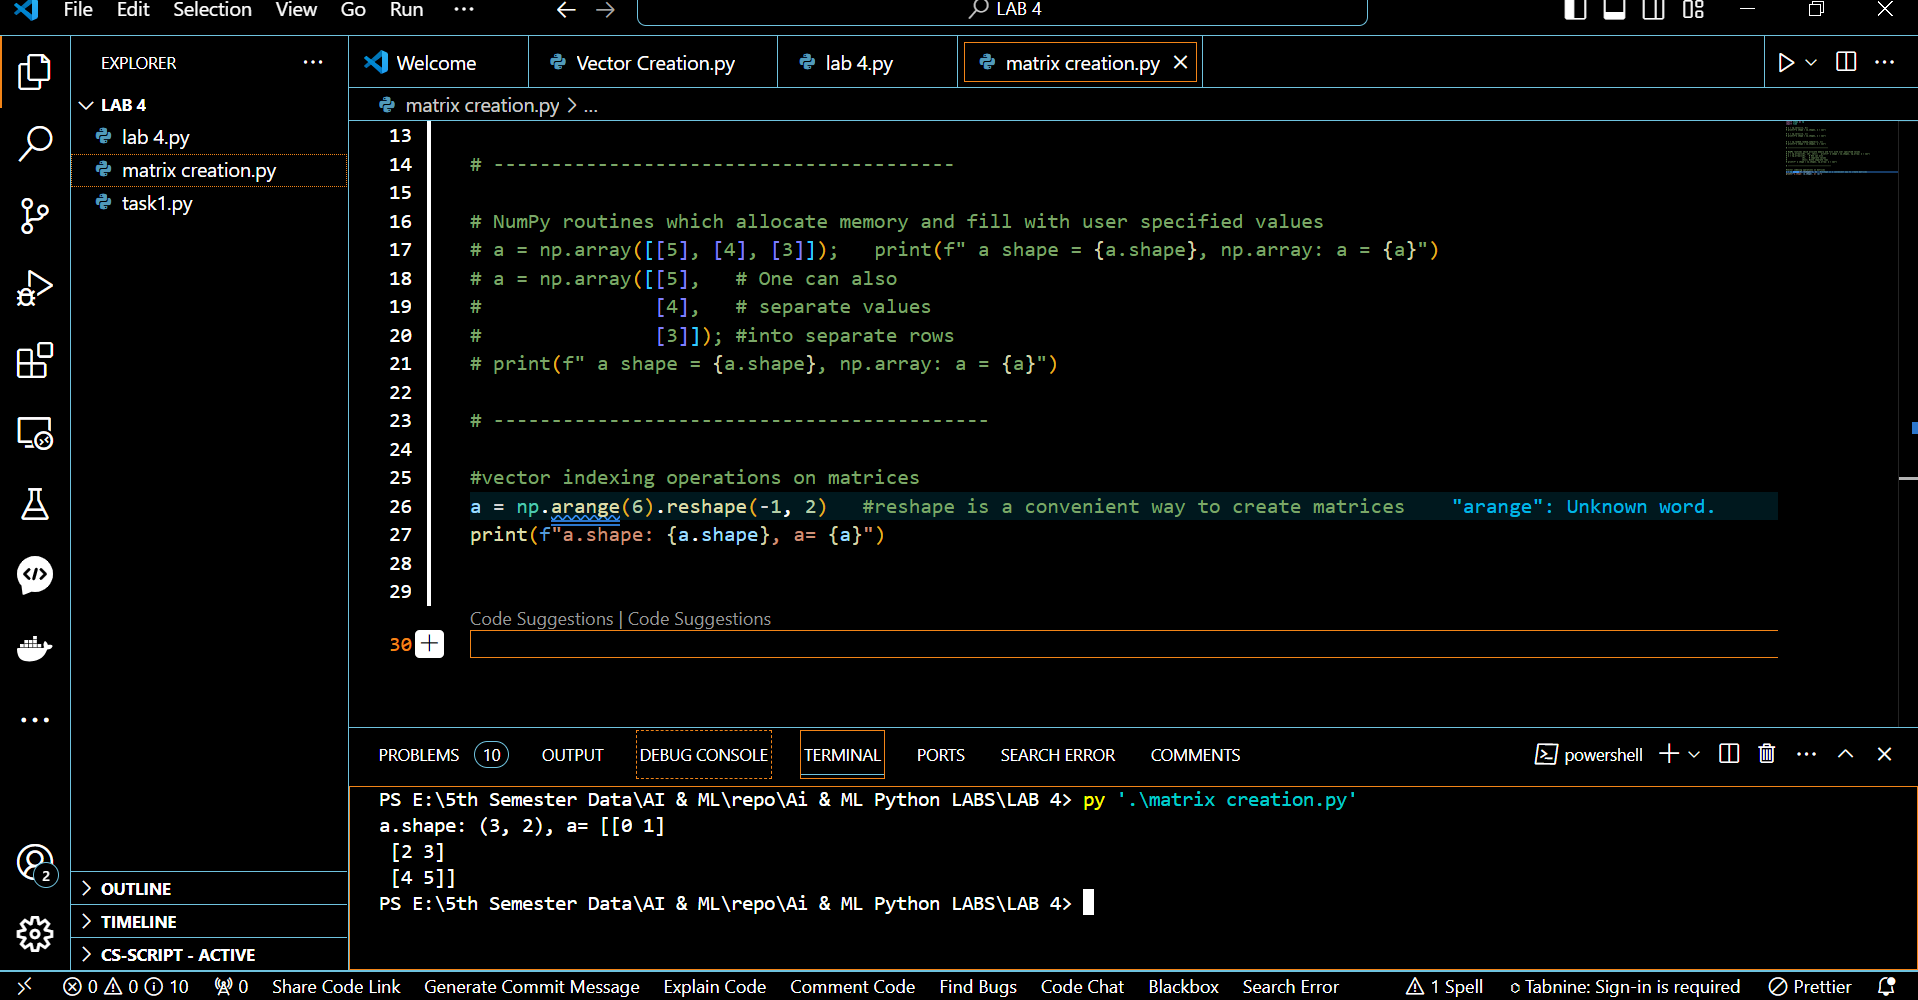 File Edit Selection View Go Run ··· LAB 4
EXPLORER ···
LAB 4
lab 4.py
matrix creation.py
task1.py
Welcome Vector Creation.py lab 4.py matrix creation.py
matrix creation.py > ...
13
14 # ----------------------------------------
15
16 # NumPy routines which allocate memory and fill with user specified values
17 # a = np.array([[5], [4], [3]]);   print(f" a shape = {a.shape}, np.array: a = {a}")
18 # a = np.array([[5],   # One can also
19 #               [4],   # separate values
20 #               [3]]); #into separate rows
21 # print(f" a shape = {a.shape}, np.array: a = {a}")
22
23 # -------------------------------------------
24
25 #vector indexing operations on matrices
26 a = np.arange(6).reshape(-1, 2)   #reshape is a convenient way to create matrices    "arange": Unknown word.
27 print(f"a.shape: {a.shape}, a= {a}")
28
29
Code Suggestions | Code Suggestions
30
PROBLEMS 10 OUTPUT DEBUG CONSOLE TERMINAL PORTS SEARCH ERROR COMMENTS powershell
PS E:\5th Semester Data\AI & ML\repo\Ai & ML Python LABS\LAB 4> py '.\matrix creation.py'
a.shape: (3, 2), a= [[0 1]
 [2 3]
 [4 5]]
PS E:\5th Semester Data\AI & ML\repo\Ai & ML Python LABS\LAB 4>
2
OUTLINE
TIMELINE
CS-SCRIPT - ACTIVE
0 0 10 0 Share Code Link Generate Commit Message Explain Code Comment Code Find Bugs Code Chat Blackbox Search Error 1 Spell Tabnine: Sign-in is required Prettier